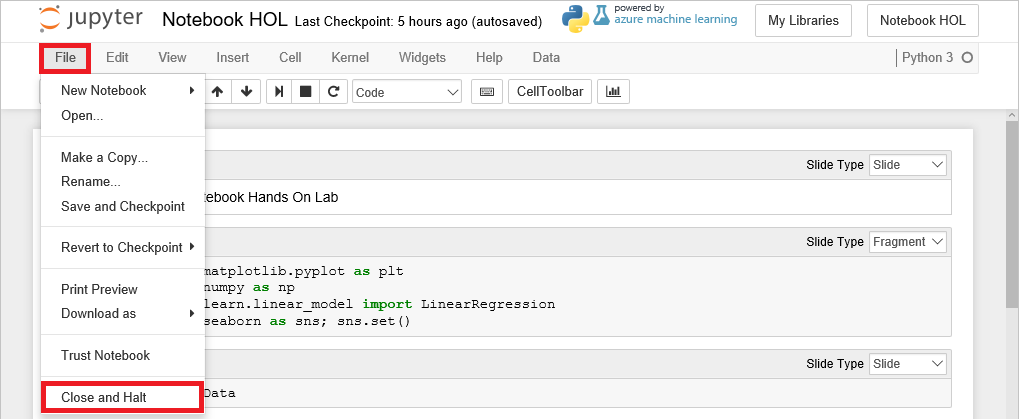 jupyter Notebook HOL Last Checkpoint: 5 hours ago (autosaved) powered by azure machine learning My Libraries Notebook HOL
File Edit View Insert Cell Kernel Widgets Help Data Python 3
Code CellToolbar
New Notebook
Open...
Make a Copy...
Rename...
Save and Checkpoint
Revert to Checkpoint
Print Preview
Download as
Trust Notebook
Close and Halt
Slide Type Slide
tebook Hands On Lab
Slide Type Fragment
matplotlib.pyplot as plt
numpy as np
learn.linear_model import LinearRegression
seaborn as sns; sns.set()
Slide Type Slide
Data